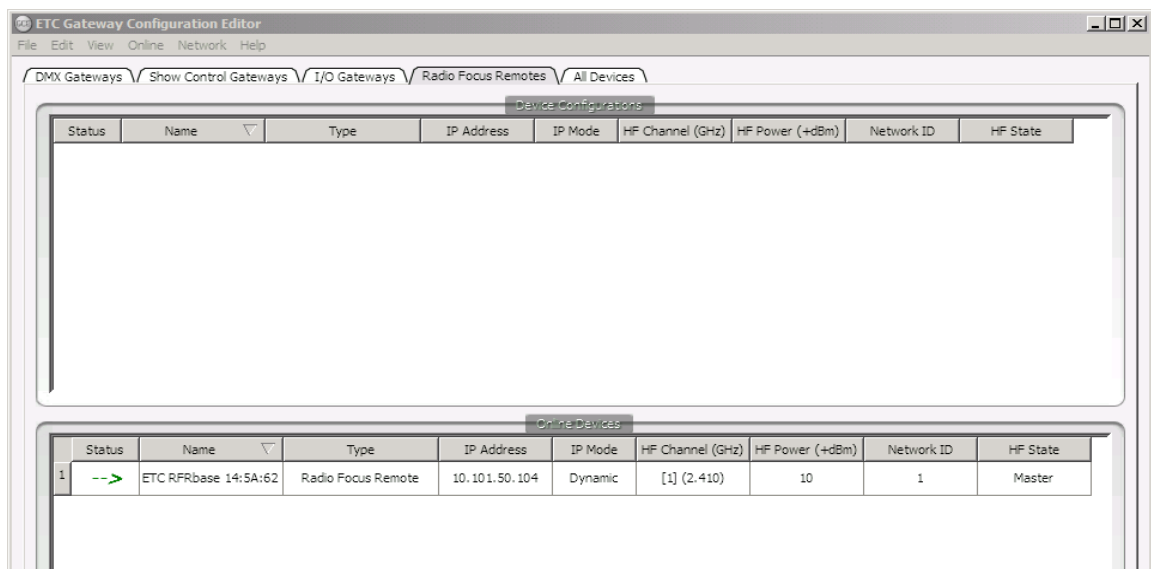 ETC Gateway Configuration Editor
File Edit View Online Network Help
DMX Gateways Show Control Gateways I/O Gateways Radio Focus Remotes All Devices
Device Configurations
Status Name Type IP Address IP Mode HF Channel (GHz) HF Power (+dBm) Network ID HF State
Online Devices
Status Name Type IP Address IP Mode HF Channel (GHz) HF Power (+dBm) Network ID HF State
1 --> ETC RFRbase 14:5A:62 Radio Focus Remote 10.101.50.104 Dynamic [1] (2.410) 10 1 Master